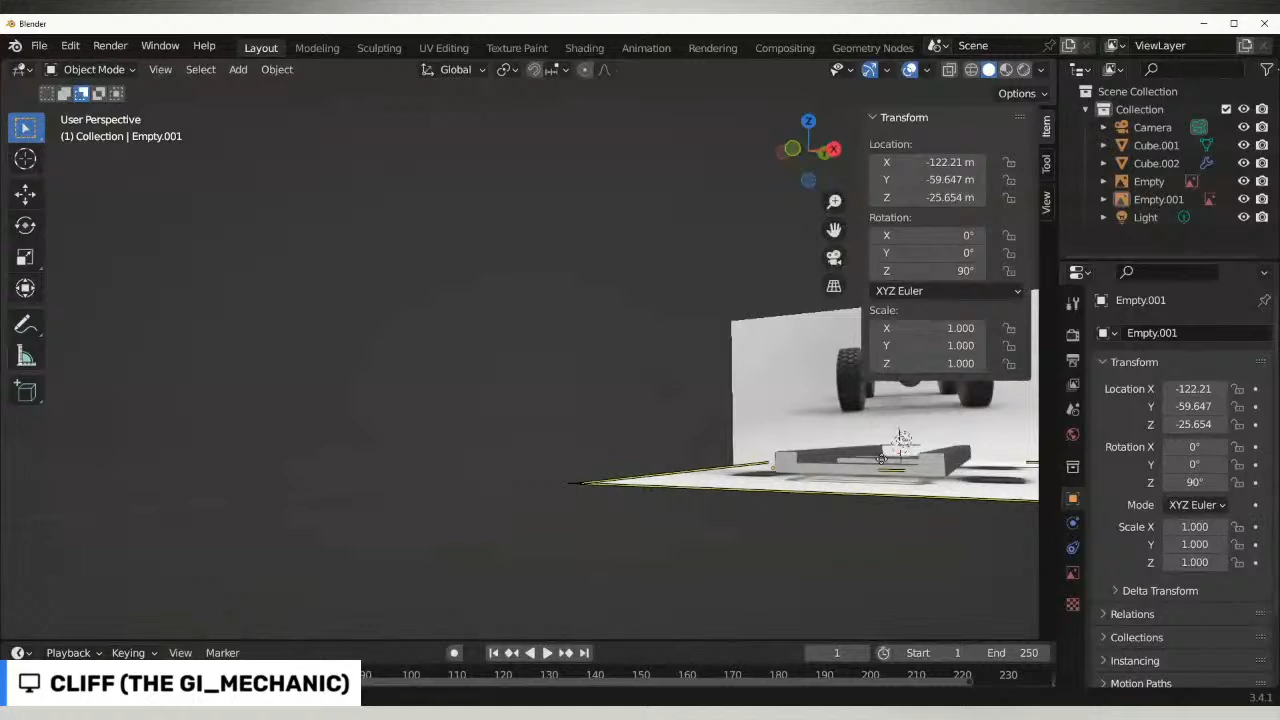 Blender
File Edit Render Window Help Layout Modeling Sculpting UV Editing Texture Paint Shading Animation Rendering Compositing Geometry Nodes Scene ViewLayer
Object Mode View Select Add Object Global
Options
User Perspective
(1) Collection | Empty.001
Z
X
Y
Transform
Location:
X -122.21 m
Y -59.647 m
Z -25.654 m
Rotation:
X 0°
Y 0°
Z 90°
XYZ Euler
Scale:
X 1.000
Y 1.000
Z 1.000
Item
Tool
View
Scene Collection
Collection
Camera
Cube.001
Cube.002
Empty
Empty.001
Light
Empty.001
Empty.001
Transform
Location X -122.21
Y -59.647
Z -25.654
Rotation X 0°
Y 0°
Z 90°
Mode XYZ Euler
Scale X 1.000
Y 1.000
Z 1.000
Delta Transform
Relations
Collections
Instancing
Motion Paths
Playback Keying View Marker 1 Start 1 End 250
100 110 120 130 140 150 160 170 180 190 200 210 220 230
CLIFF (THE GI_MECHANIC)
3.4.1